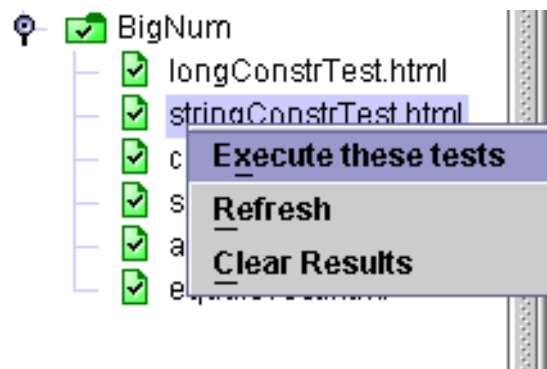 BigNum
longConstrTest.html
stringConstrTest.html
Execute these tests
Refresh
Clear Results